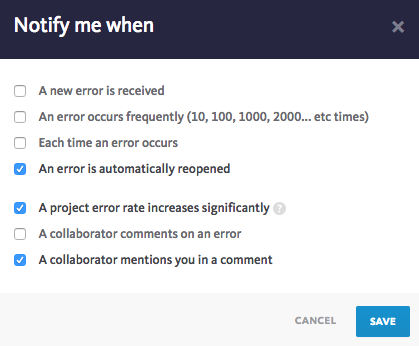 Notify me when
A new error is received
An error occurs frequently (10, 100, 1000, 2000... etc times)
Each time an error occurs
An error is automatically reopened
A project error rate increases significantly ?
A collaborator comments on an error
A collaborator mentions you in a comment
CANCEL SAVE